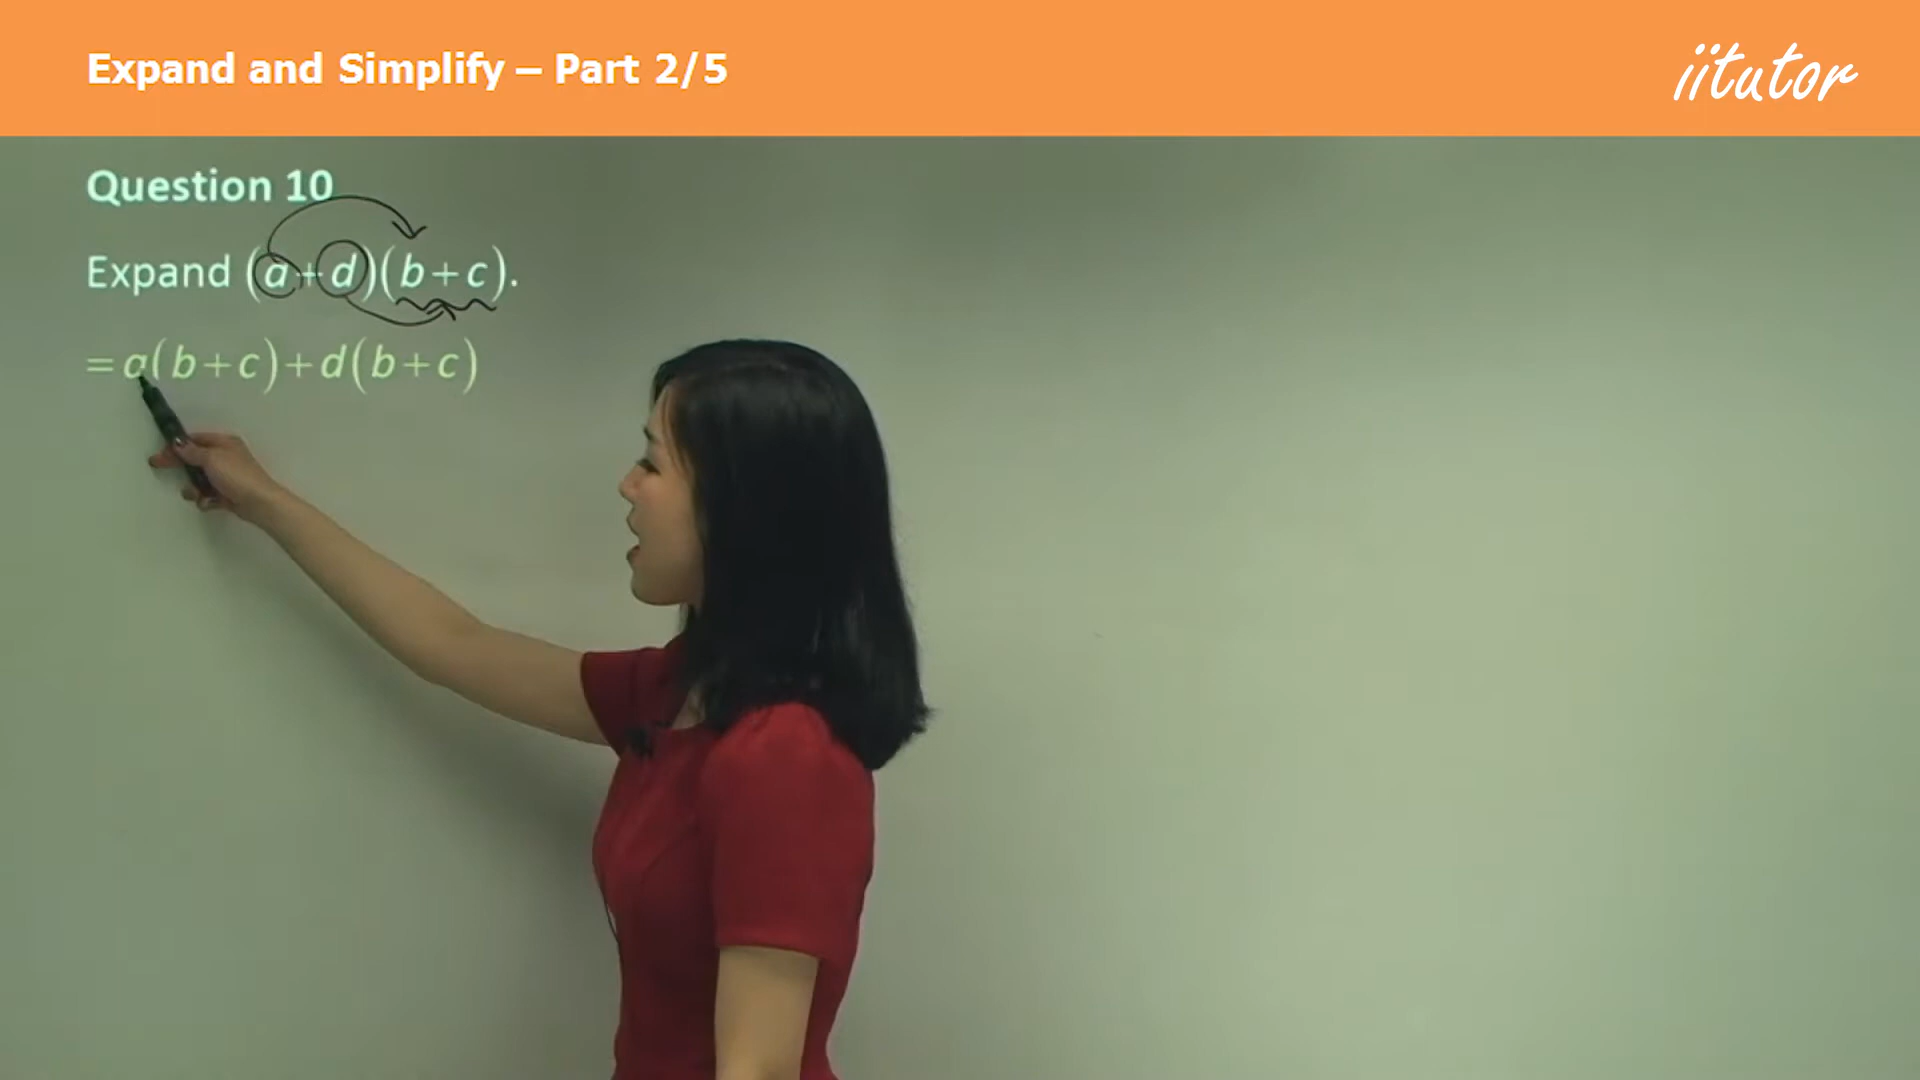 Expand and Simplify – Part 2/5
iitutor
Question 10
Expand (a+d)(b+c).
=a(b+c)+d(b+c)